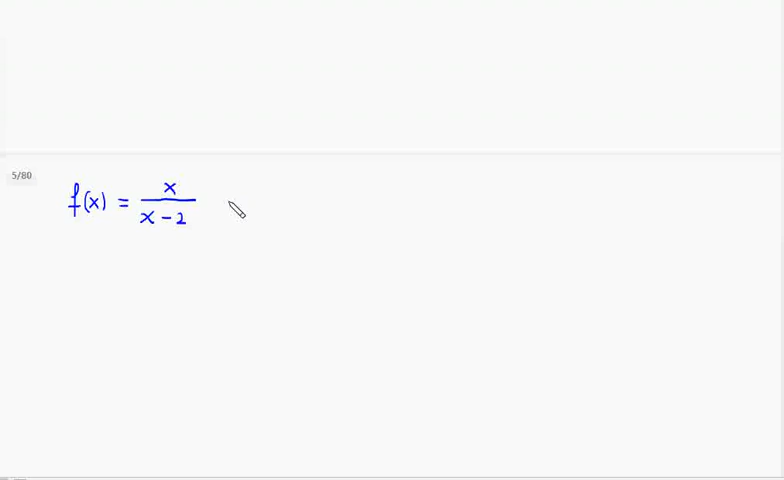 5/80
f(x) = x / (x - 2)